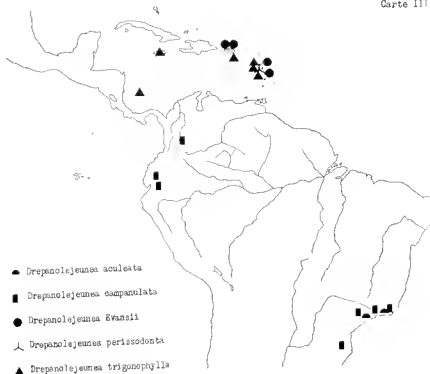 Carte III
Drepanolejeunea aculeata
Drepanolejeunea campanulata
Drepanolejeunea Evansii
Drepanolejeunea perissodonta
Drepanolejeunea trigonophylla